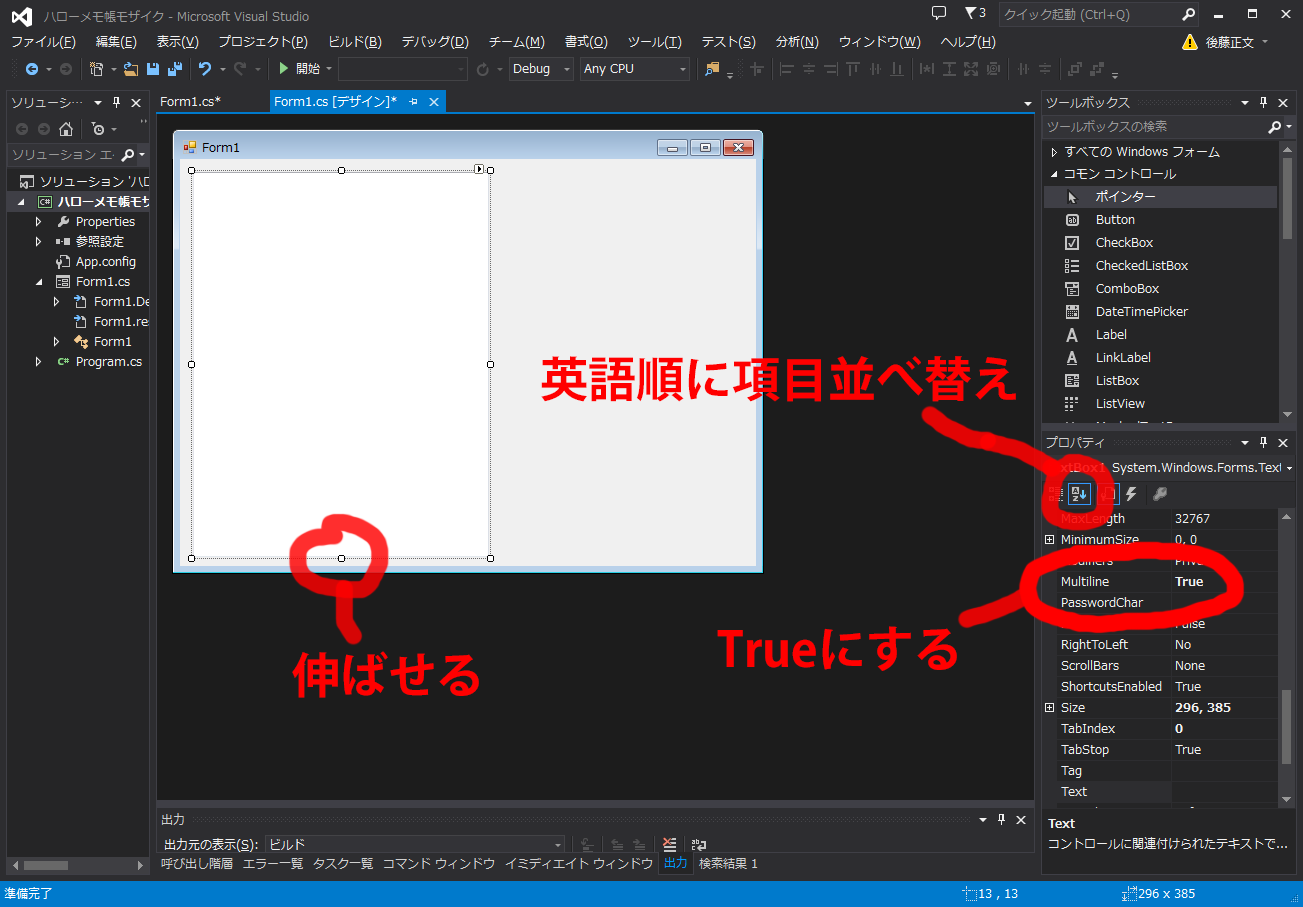 ハローメモ帳モザイク - Microsoft Visual Studio
3
クイック起動 (Ctrl+Q)
ファイル(F) 編集(E) 表示(V) プロジェクト(P) ビルド(B) デバッグ(D) チーム(M) 書式(O) ツール(T) テスト(S) 分析(N) ウィンドウ(W) ヘルプ(H)
後藤正文
開始 Debug Any CPU
ソリューシ…
Form1.cs* Form1.cs [デザイン]*
ソリューション エ
ソリューション 'ハロ
ハローメモ帳モザ
Properties
参照設定
App.config
Form1.cs
Form1.De
Form1.re
Form1
Program.cs
Form1
英語順に項目並べ替え
伸ばせる
Trueにする
ツールボックス
ツールボックスの検索
すべての Windows フォーム
コモン コントロール
ポインター
Button
CheckBox
CheckedListBox
ComboBox
DateTimePicker
Label
LinkLabel
ListBox
ListView
プロパティ
xtBox1 System.Windows.Forms.Text
MaxLength 32767
MinimumSize 0, 0
Multiline True
PasswordChar
False
RightToLeft No
ScrollBars None
ShortcutsEnabled True
Size 296, 385
TabIndex 0
TabStop True
Tag
Text
Text
コントロールに関連付けられたテキストで...
出力
出力元の表示(S): ビルド
呼び出し階層 エラー一覧 タスク一覧 コマンド ウィンドウ イミディエイト ウィンドウ 出力 検索結果 1
準備完了
13 , 13
296 x 385